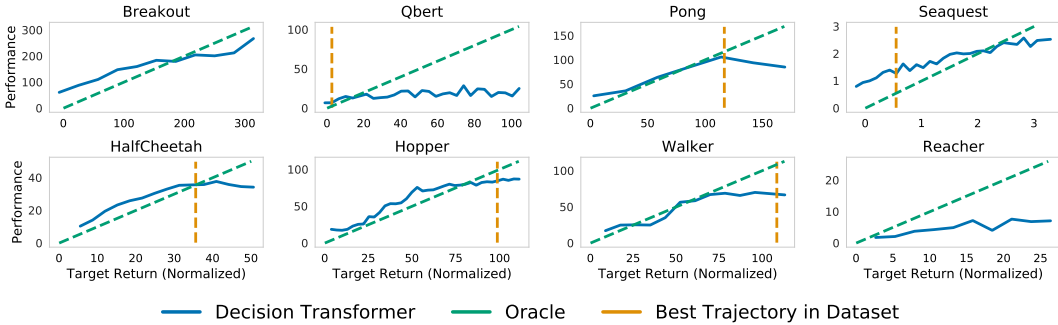 Breakout
Qbert
Pong
Seaquest
Performance
300
200
100
0
0 100 200 300
100
75
50
25
0
0 20 40 60 80 100
150
100
50
0
0 50 100 150
3
2
1
0
0 1 2 3
HalfCheetah
Hopper
Walker
Reacher
Performance
40
20
0
0 10 20 30 40 50
100
75
50
25
0
0 25 50 75 100
100
50
0
0 25 50 75 100
20
10
0
0 5 10 15 20 25
Target Return (Normalized)
Target Return (Normalized)
Target Return (Normalized)
Target Return (Normalized)
Decision Transformer
Oracle
Best Trajectory in Dataset